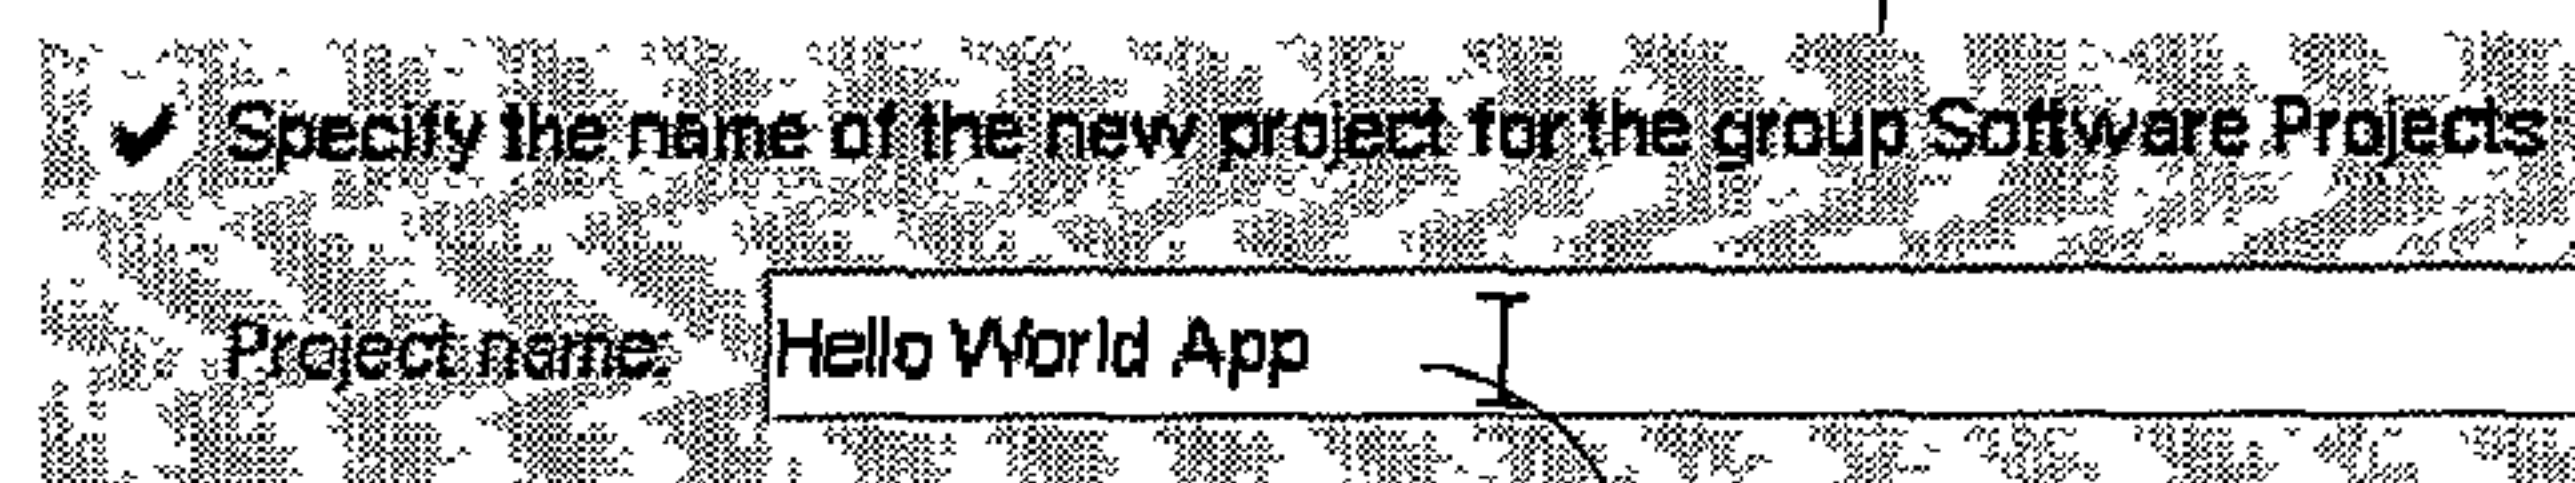 Specify the name of the new project for the group Software Projects
Project name:
Hello World App